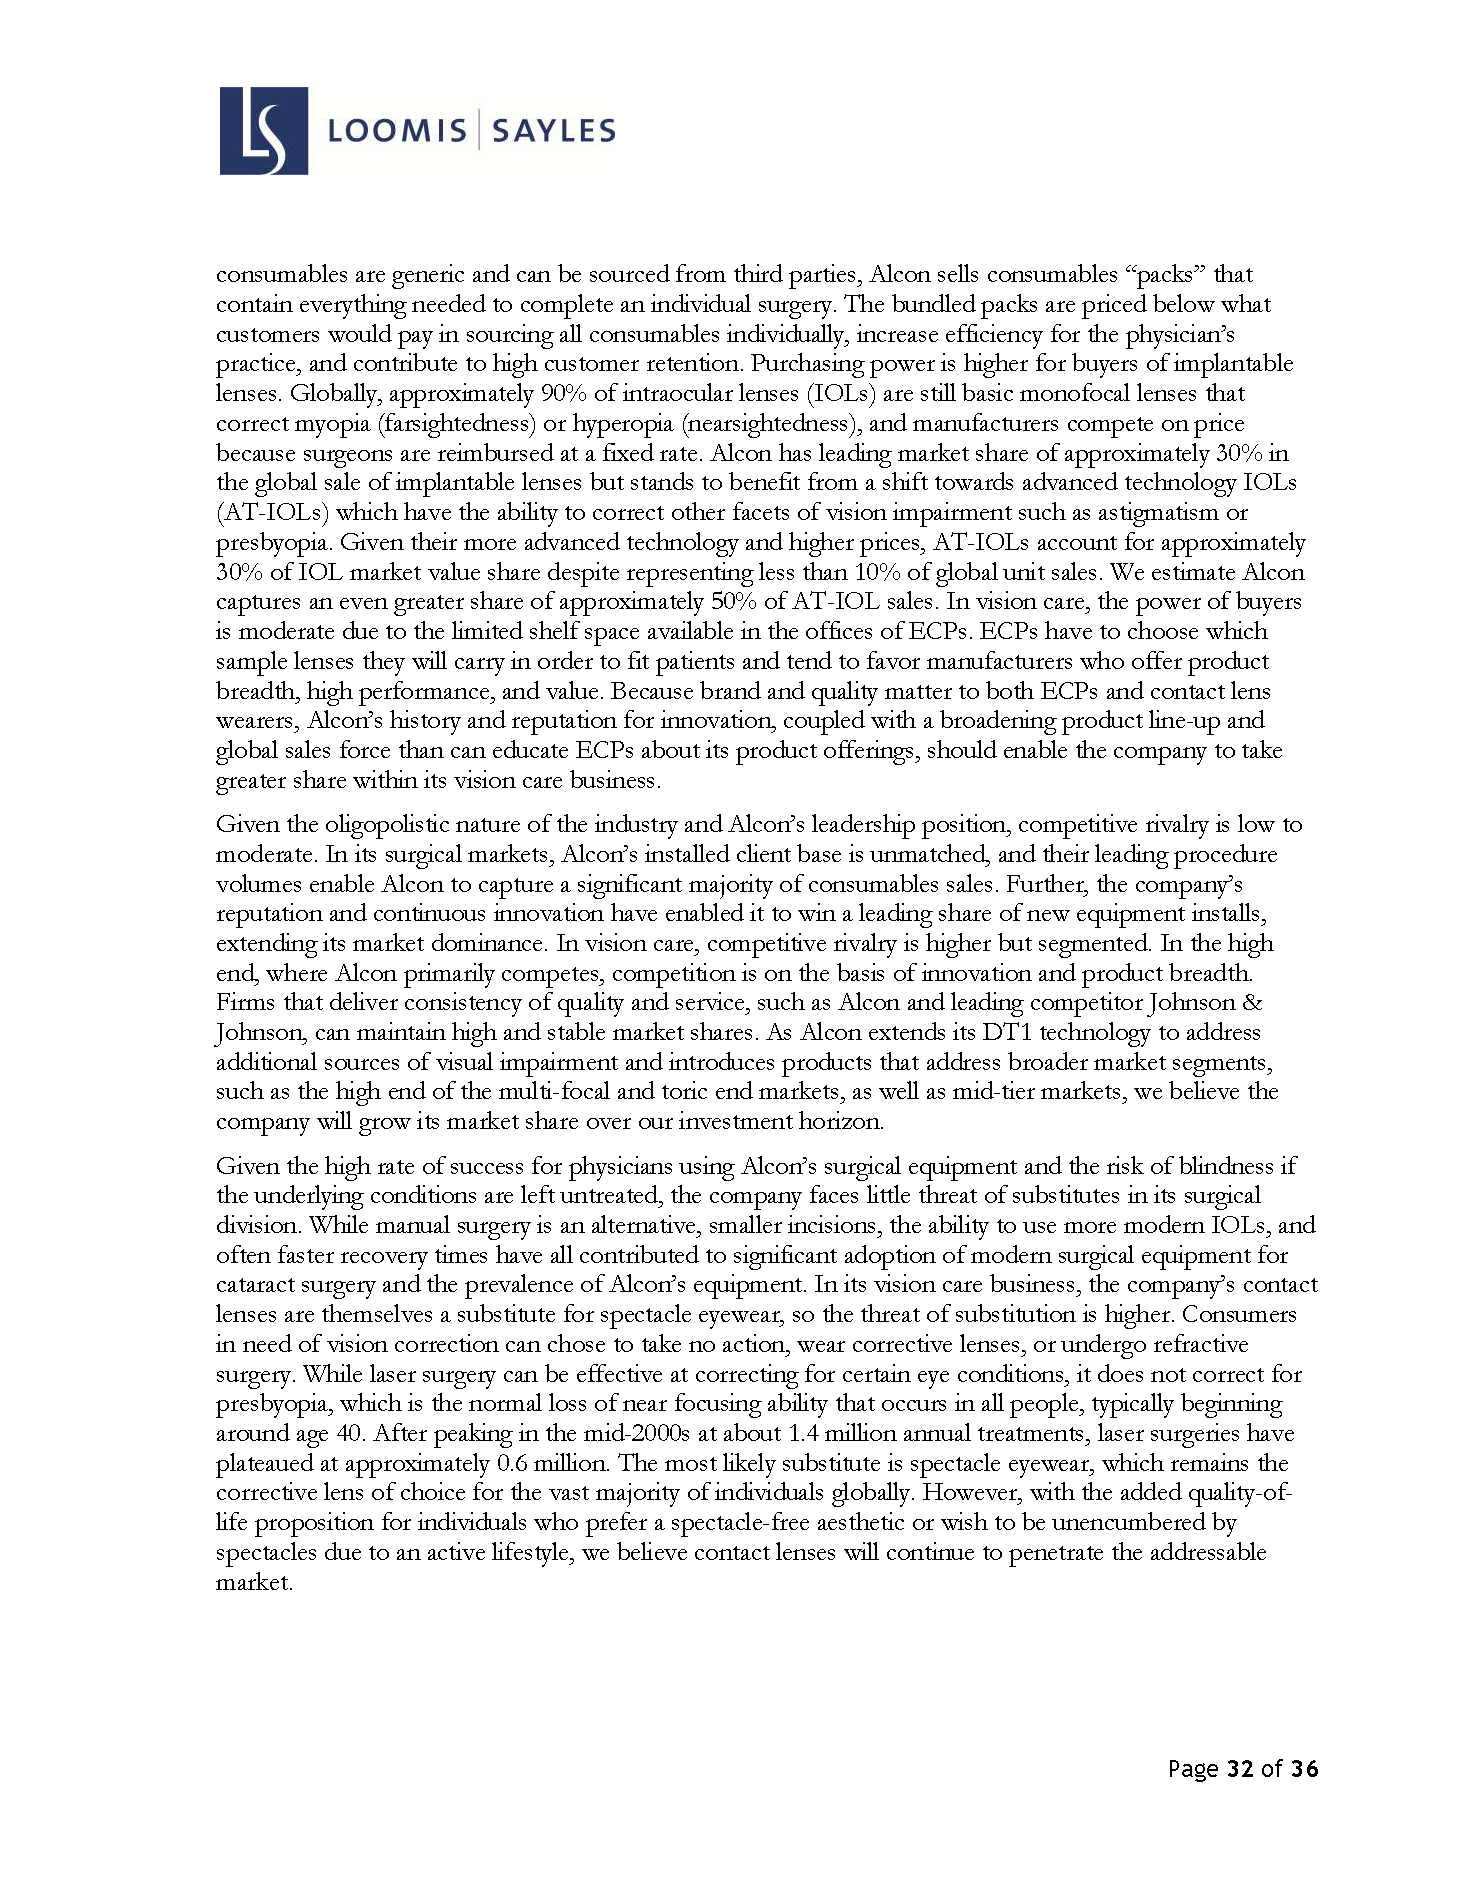 LS LOOMIS | SAYLES
consumables are generic and can be sourced from third parties, Alcon sells consumables “packs” that
contain everything needed to complete an individual surgery. The bundled packs are priced below what
customers would pay in sourcing all consumables individually, increase efficiency for the physician’s
practice, and contribute to high customer retention. Purchasing power is higher for buyers of implantable
lenses. Globally, approximately 90% of intraocular lenses (IOLs) are still basic monofocal lenses that
correct myopia (farsightedness) or hyperopia (nearsightedness), and manufacturers compete on price
because surgeons are reimbursed at a fixed rate. Alcon has leading market share of approximately 30% in
the global sale of implantable lenses but stands to benefit from a shift towards advanced technology IOLs
(AT-IOLs) which have the ability to correct other facets of vision impairment such as astigmatism or
presbyopia. Given their more advanced technology and higher prices, AT-IOLs account for approximately
30% of IOL market value share despite representing less than 10% of global unit sales. We estimate Alcon
captures an even greater share of approximately 50% of AT-IOL sales. In vision care, the power of buyers
is moderate due to the limited shelf space available in the offices of ECPs. ECPs have to choose which
sample lenses they will carry in order to fit patients and tend to favor manufacturers who offer product
breadth, high performance, and value. Because brand and quality matter to both ECPs and contact lens
wearers, Alcon’s history and reputation for innovation, coupled with a broadening product line-up and
global sales force than can educate ECPs about its product offerings, should enable the company to take
greater share within its vision care business.
Given the oligopolistic nature of the industry and Alcon’s leadership position, competitive rivalry is low to
moderate. In its surgical markets, Alcon’s installed client base is unmatched, and their leading procedure
volumes enable Alcon to capture a significant majority of consumables sales. Further, the company’s
reputation and continuous innovation have enabled it to win a leading share of new equipment installs,
extending its market dominance. In vision care, competitive rivalry is higher but segmented. In the high
end, where Alcon primarily competes, competition is on the basis of innovation and product breadth.
Firms that deliver consistency of quality and service, such as Alcon and leading competitor Johnson &
Johnson, can maintain high and stable market shares. As Alcon extends its DT1 technology to address
additional sources of visual impairment and introduces products that address broader market segments,
such as the high end of the multi-focal and toric end markets, as well as mid-tier markets, we believe the
company will grow its market share over our investment horizon.
Given the high rate of success for physicians using Alcon’s surgical equipment and the risk of blindness if
the underlying conditions are left untreated, the company faces little threat of substitutes in its surgical
division. While manual surgery is an alternative, smaller incisions, the ability to use more modern IOLs, and
often faster recovery times have all contributed to significant adoption of modern surgical equipment for
cataract surgery and the prevalence of Alcon’s equipment. In its vision care business, the company’s contact
lenses are themselves a substitute for spectacle eyewear, so the threat of substitution is higher. Consumers
in need of vision correction can chose to take no action, wear corrective lenses, or undergo refractive
surgery. While laser surgery can be effective at correcting for certain eye conditions, it does not correct for
presbyopia, which is the normal loss of near focusing ability that occurs in all people, typically beginning
around age 40. After peaking in the mid-2000s at about 1.4 million annual treatments, laser surgeries have
plateaued at approximately 0.6 million. The most likely substitute is spectacle eyewear, which remains the
corrective lens of choice for the vast majority of individuals globally. However, with the added quality-of-
life proposition for individuals who prefer a spectacle-free aesthetic or wish to be unencumbered by
spectacles due to an active lifestyle, we believe contact lenses will continue to penetrate the addressable
market.
Page 32 of 36